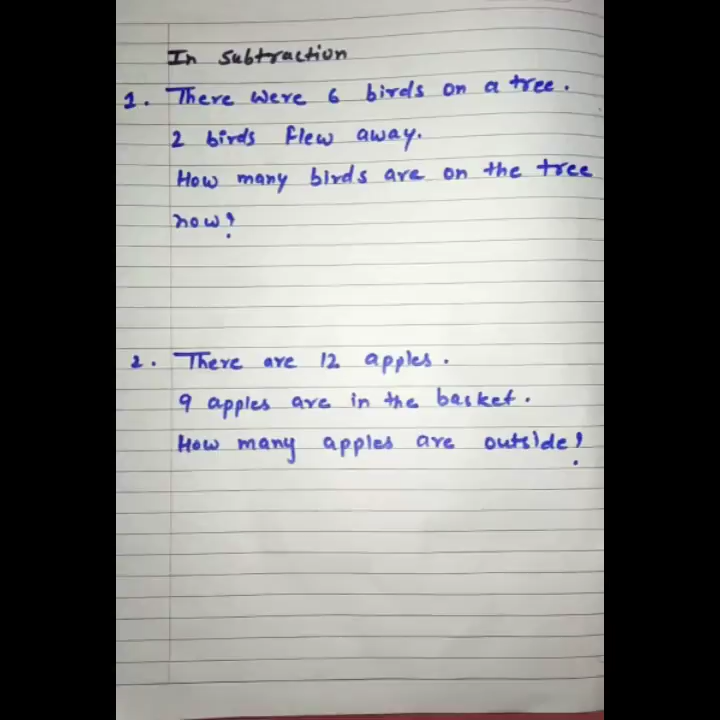 In Subtraction
1. There were 6 birds on a tree.
2 birds flew away.
How many birds are on the tree
now?
2. There are 12 apples.
9 apples are in the basket.
How many apples are outside?